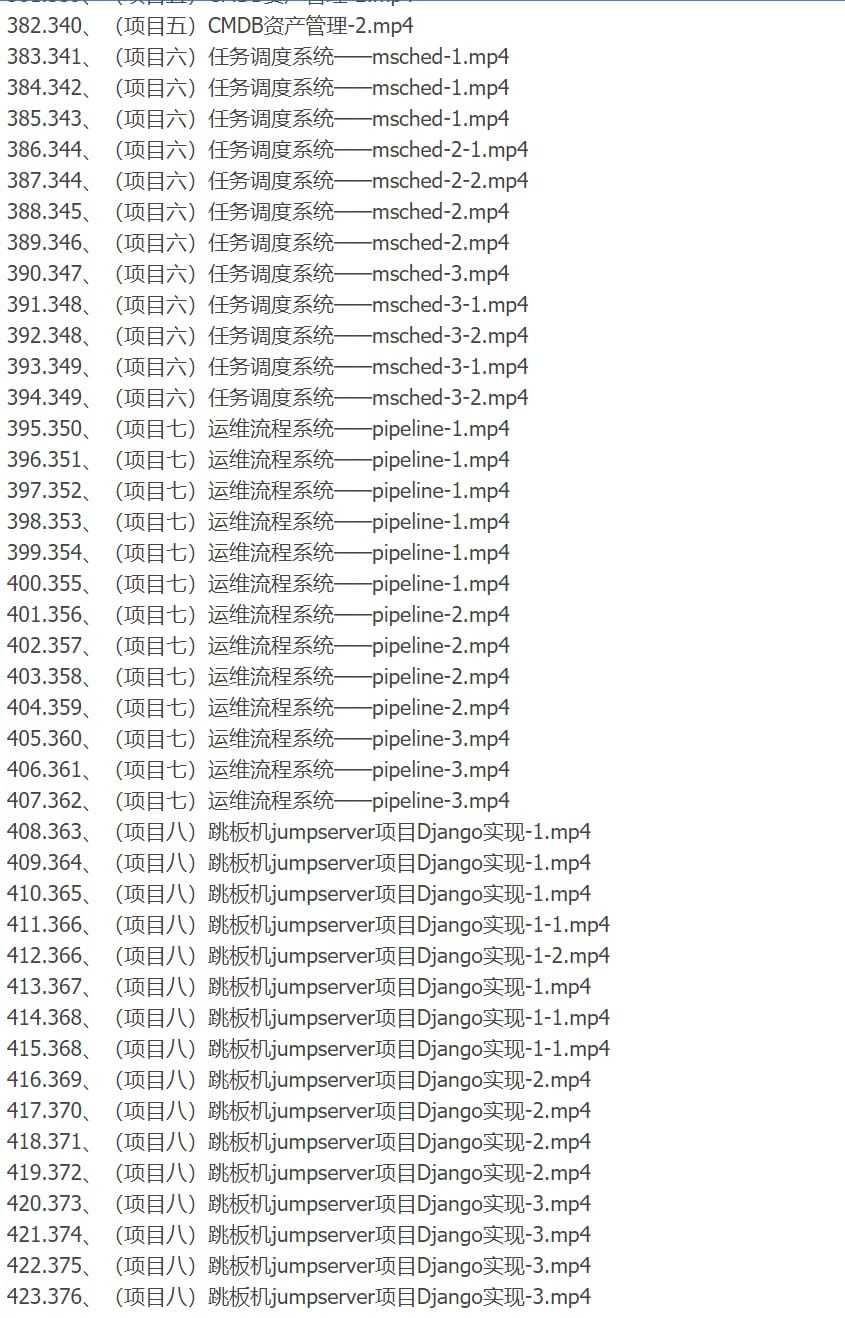 382.340、（项目五）CMDB资产管理-2.mp4
383.341、（项目六）任务调度系统——msched-1.mp4
384.342、（项目六）任务调度系统——msched-1.mp4
385.343、（项目六）任务调度系统——msched-1.mp4
386.344、（项目六）任务调度系统——msched-2-1.mp4
387.344、（项目六）任务调度系统——msched-2-2.mp4
388.345、（项目六）任务调度系统——msched-2.mp4
389.346、（项目六）任务调度系统——msched-2.mp4
390.347、（项目六）任务调度系统——msched-3.mp4
391.348、（项目六）任务调度系统——msched-3-1.mp4
392.348、（项目六）任务调度系统——msched-3-2.mp4
393.349、（项目六）任务调度系统——msched-3-1.mp4
394.349、（项目六）任务调度系统——msched-3-2.mp4
395.350、（项目七）运维流程系统——pipeline-1.mp4
396.351、（项目七）运维流程系统——pipeline-1.mp4
397.352、（项目七）运维流程系统——pipeline-1.mp4
398.353、（项目七）运维流程系统——pipeline-1.mp4
399.354、（项目七）运维流程系统——pipeline-1.mp4
400.355、（项目七）运维流程系统——pipeline-1.mp4
401.356、（项目七）运维流程系统——pipeline-2.mp4
402.357、（项目七）运维流程系统——pipeline-2.mp4
403.358、（项目七）运维流程系统——pipeline-2.mp4
404.359、（项目七）运维流程系统——pipeline-2.mp4
405.360、（项目七）运维流程系统——pipeline-3.mp4
406.361、（项目七）运维流程系统——pipeline-3.mp4
407.362、（项目七）运维流程系统——pipeline-3.mp4
408.363、（项目八）跳板机jumpserver项目Django实现-1.mp4
409.364、（项目八）跳板机jumpserver项目Django实现-1.mp4
410.365、（项目八）跳板机jumpserver项目Django实现-1.mp4
411.366、（项目八）跳板机jumpserver项目Django实现-1-1.mp4
412.366、（项目八）跳板机jumpserver项目Django实现-1-2.mp4
413.367、（项目八）跳板机jumpserver项目Django实现-1.mp4
414.368、（项目八）跳板机jumpserver项目Django实现-1-1.mp4
415.368、（项目八）跳板机jumpserver项目Django实现-1-1.mp4
416.369、（项目八）跳板机jumpserver项目Django实现-2.mp4
417.370、（项目八）跳板机jumpserver项目Django实现-2.mp4
418.371、（项目八）跳板机jumpserver项目Django实现-2.mp4
419.372、（项目八）跳板机jumpserver项目Django实现-2.mp4
420.373、（项目八）跳板机jumpserver项目Django实现-3.mp4
421.374、（项目八）跳板机jumpserver项目Django实现-3.mp4
422.375、（项目八）跳板机jumpserver项目Django实现-3.mp4
423.376、（项目八）跳板机jumpserver项目Django实现-3.mp4